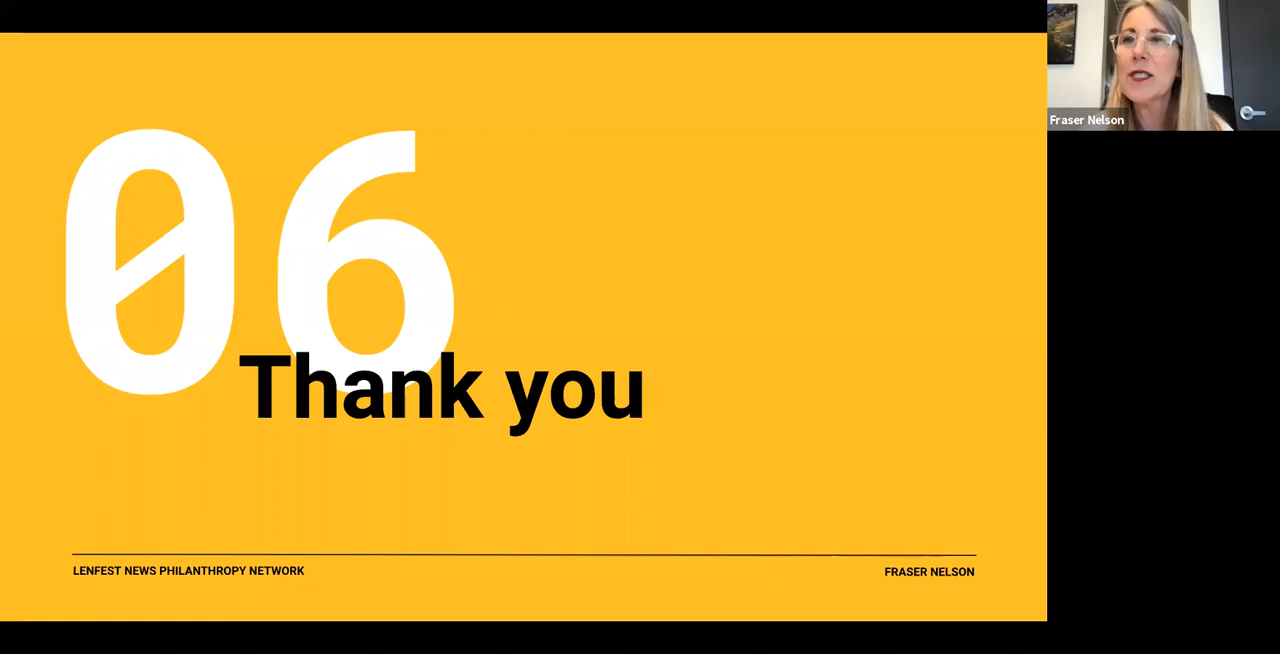 06
Thank you
LENFEST NEWS PHILANTHROPY NETWORK
FRASER NELSON
Fraser Nelson